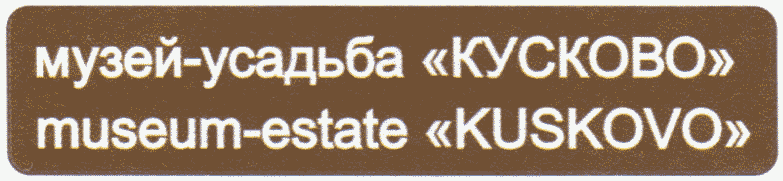 музей-усадьба «КУСКОВО»
museum-estate «KUSKOVO»